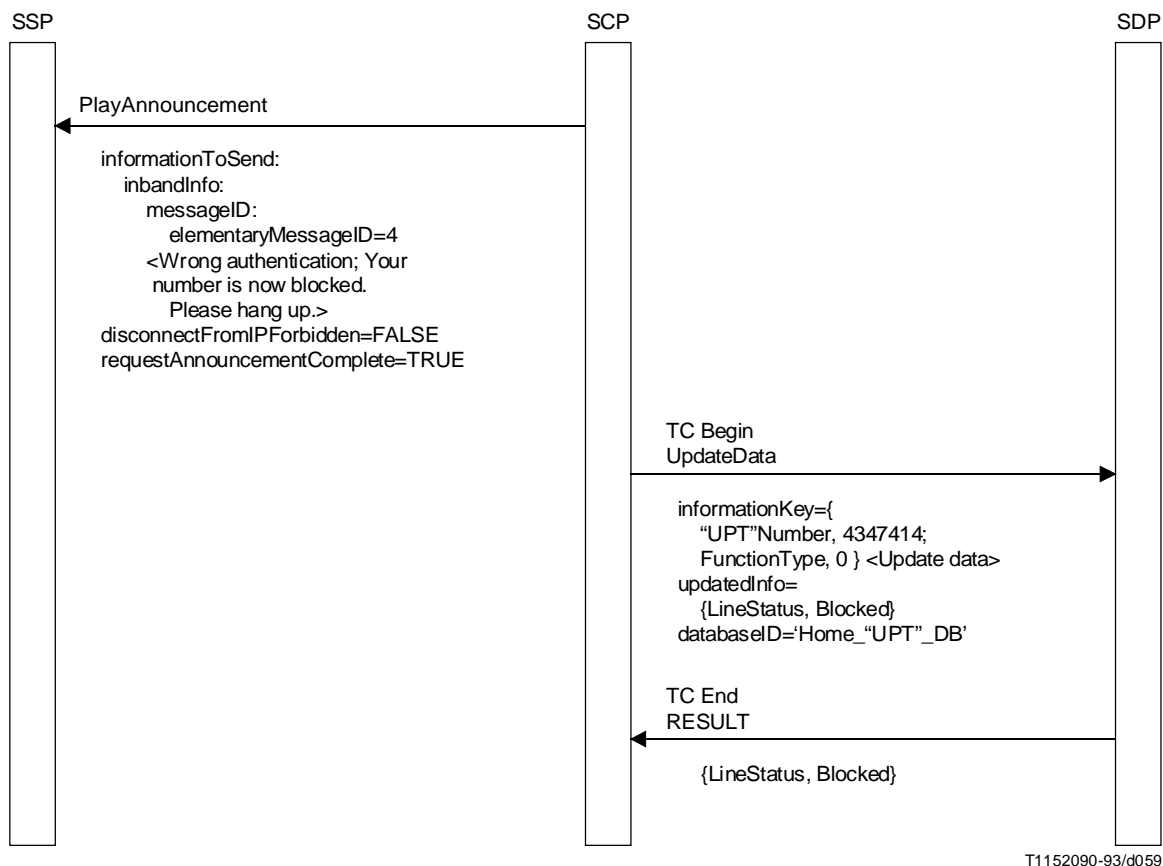 SSP
SCP
SDP
PlayAnnouncement
informationToSend:
inbandInfo:
messageID:
elementaryMessageID=4
<Wrong authentication; Your
number is now blocked.
Please hang up.>
disconnectFromIPForbidden=FALSE
requestAnnouncementComplete=TRUE
TC Begin
UpdateData
informationKey={
“UPT”Number, 4347414;
FunctionType, 0 } <Update data>
updatedInfo=
{LineStatus, Blocked}
databaseID=‘Home_“UPT”_DB’
TC End
RESULT
{LineStatus, Blocked}
T1152090-93/d059